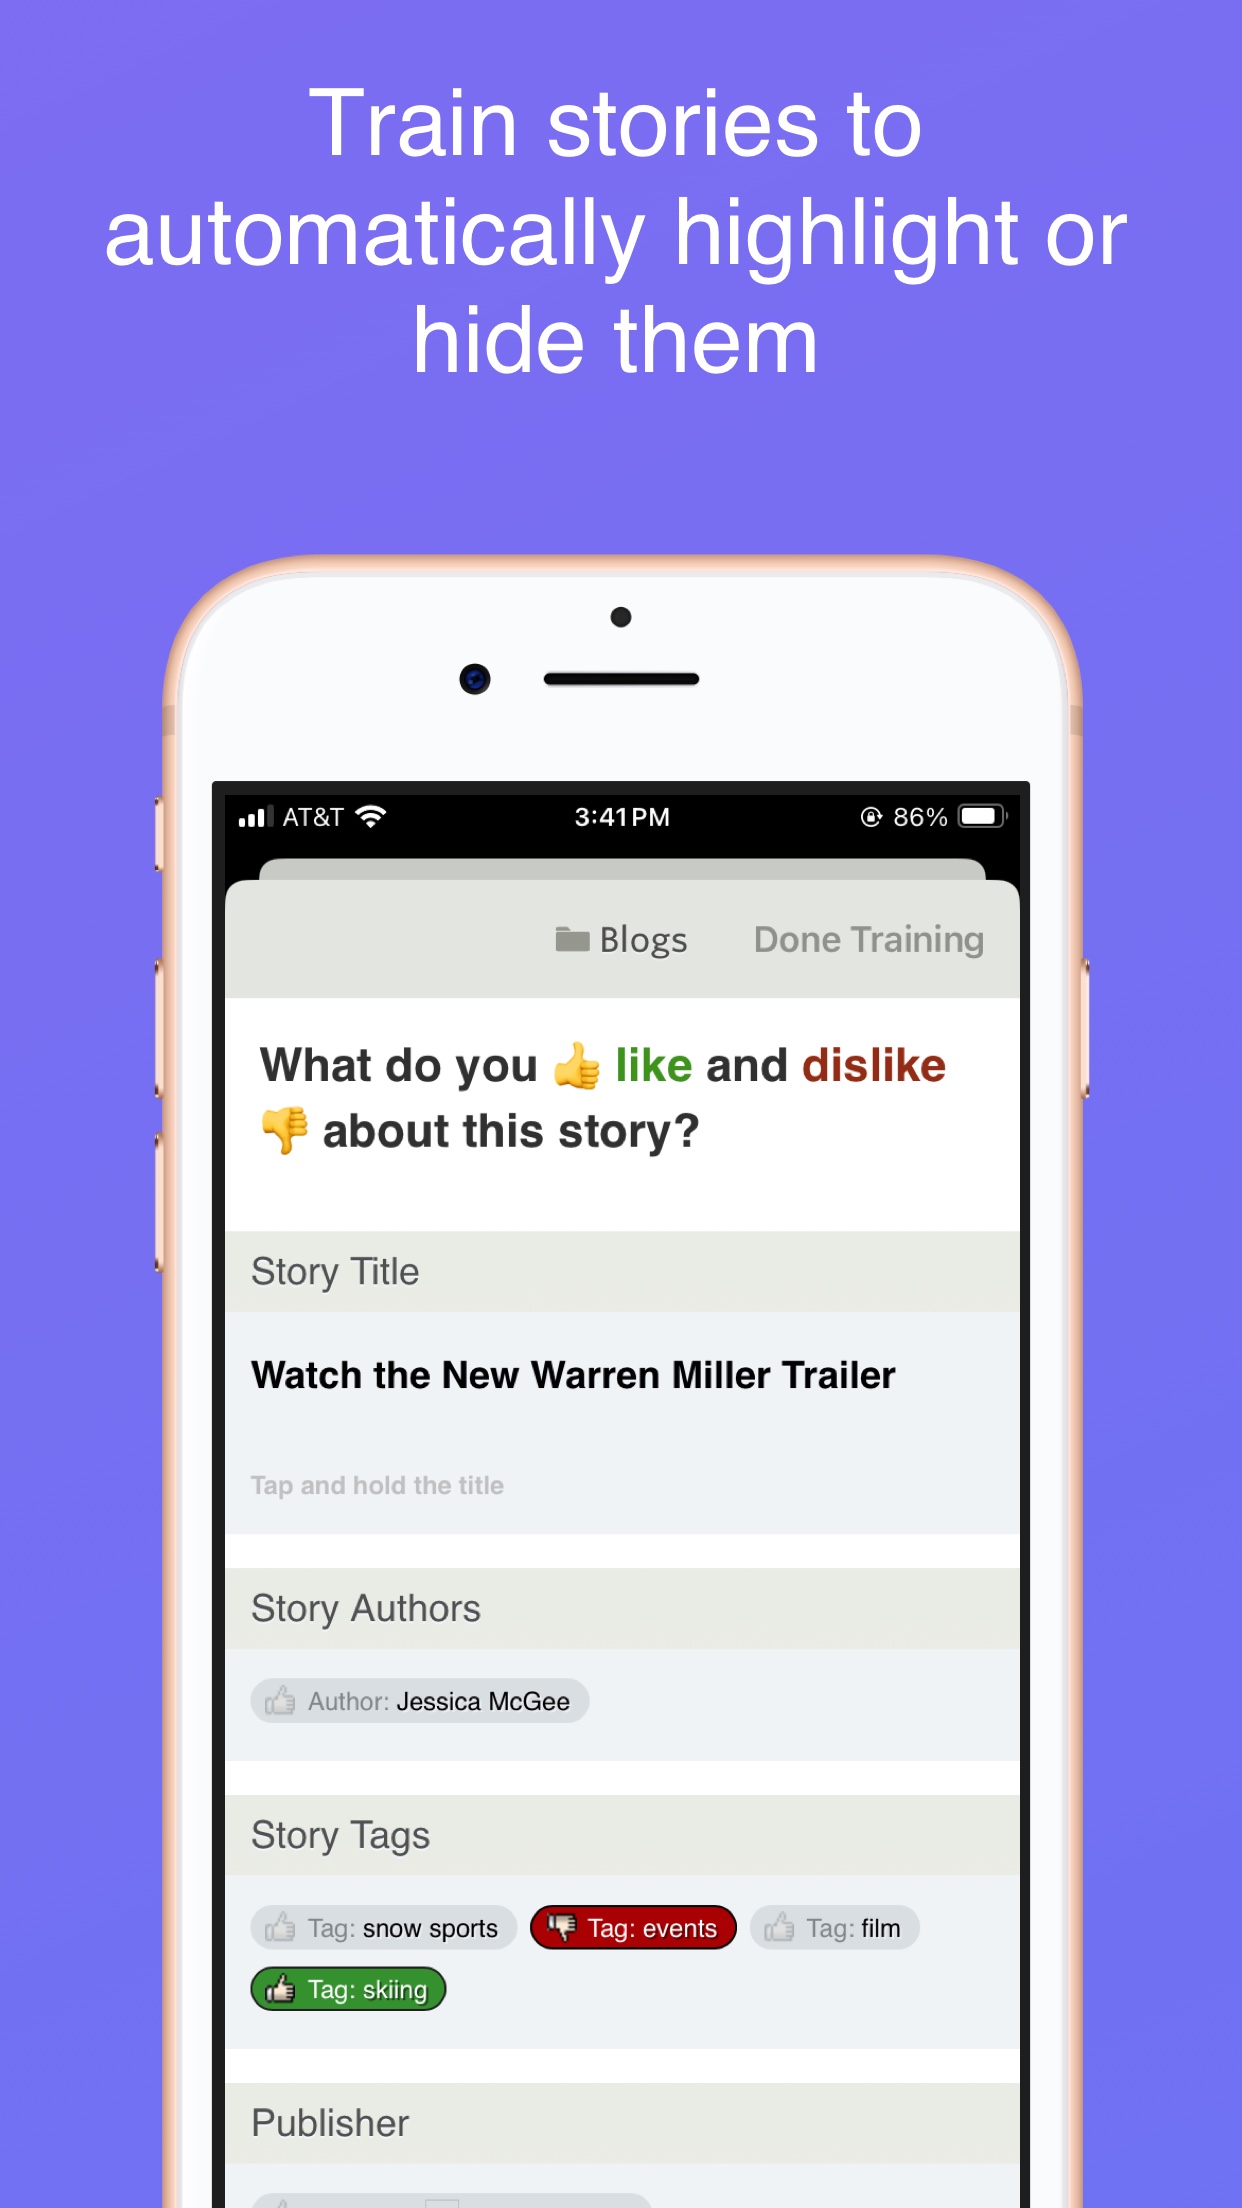 Train stories to
automatically highlight or
hide them
AT&T 3:41 PM 86%
Blogs Done Training
What do you 👍 like and dislike
👎 about this story?
Story Title
Watch the New Warren Miller Trailer
Tap and hold the title
Story Authors
Author: Jessica McGee
Story Tags
Tag: snow sports Tag: events Tag: film
Tag: skiing
Publisher